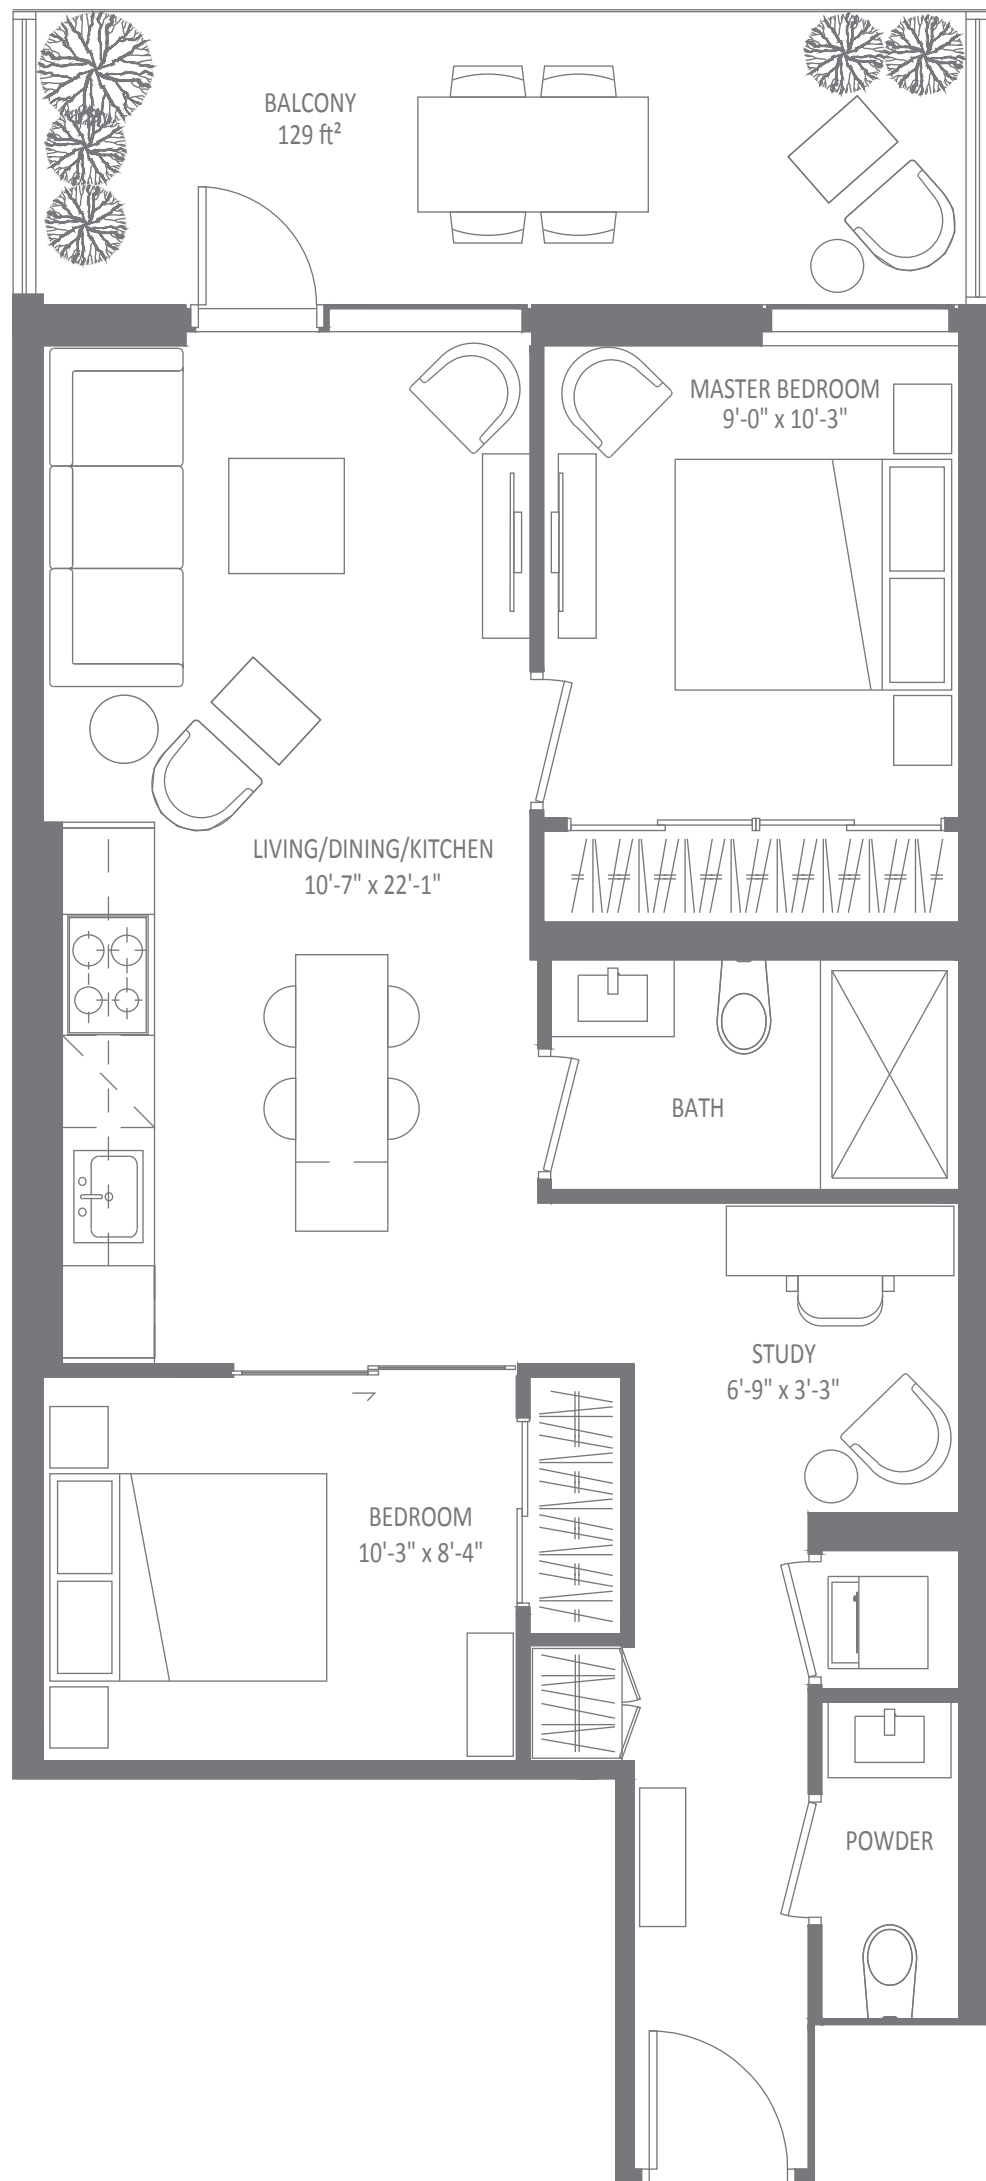 BALCONY
129 ft²
MASTER BEDROOM
9'-0" x 10'-3"
LIVING/DINING/KITCHEN
10'-7" x 22'-1"
BATH
STUDY
6'-9" x 3'-3"
BEDROOM
10'-3" x 8'-4"
POWDER